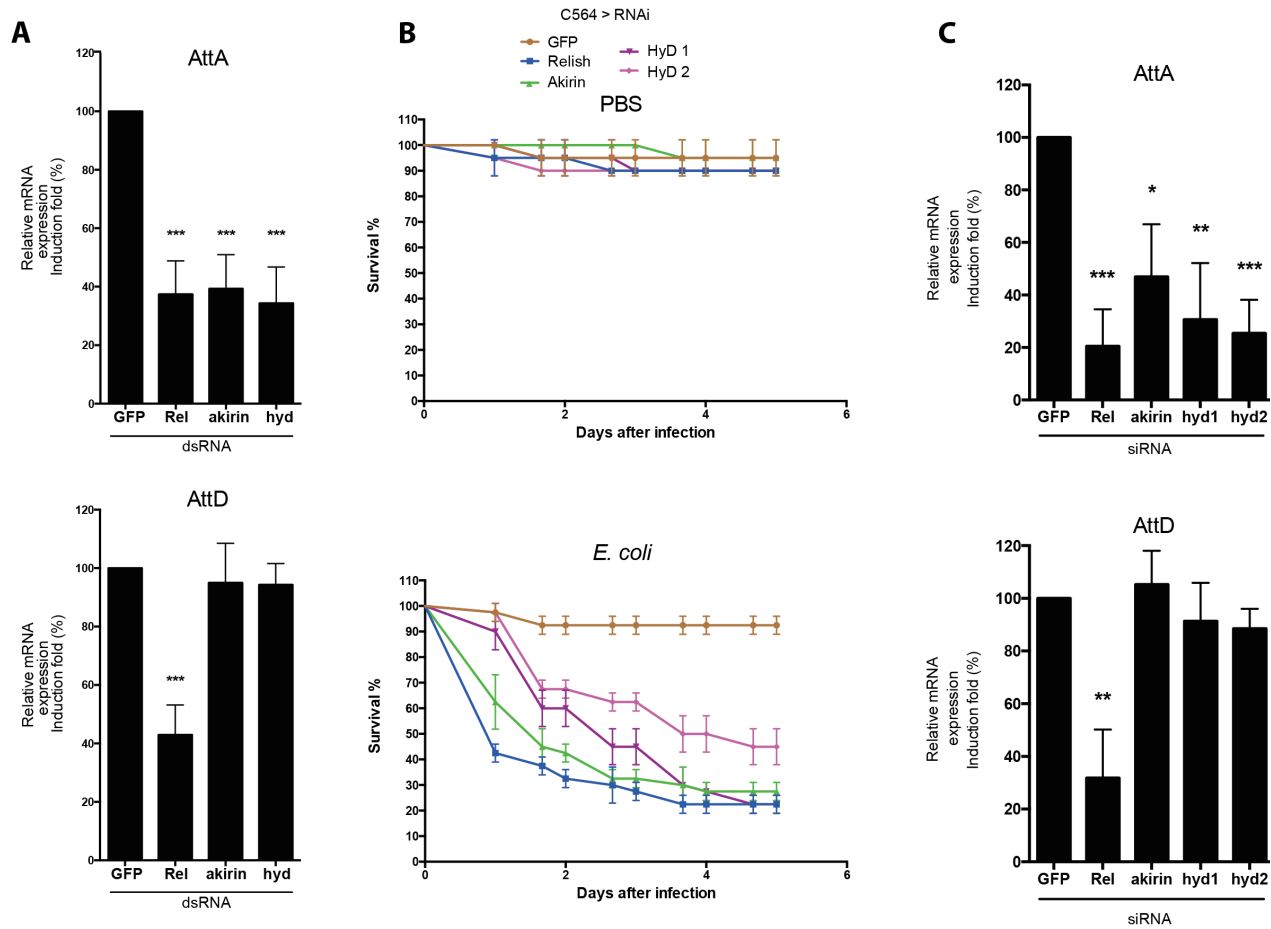 A
AttA
120
100
80
60
40
20
0
Relative mRNA
expression
Induction fold (%)
***
***
***
GFP Rel akirin hyd
dsRNA
AttD
120
100
80
60
40
20
0
Relative mRNA
expression
Induction fold (%)
***
GFP Rel akirin hyd
dsRNA
B
C564 > RNAi
GFP
Relish
Akirin
HyD 1
HyD 2
PBS
110
100
90
80
70
60
50
40
30
20
10
0
Survival %
0 2 4 6
Days after infection
E. coli
110
100
90
80
70
60
50
40
30
20
10
0
Survival %
0 2 4 6
Days after infection
C
AttA
120
100
80
60
40
20
0
Relative mRNA
expression
Induction fold (%)
***
*
**
***
GFP Rel akirin hyd1 hyd2
siRNA
AttD
120
100
80
60
40
20
0
Relative mRNA
expression
Induction fold (%)
**
GFP Rel akirin hyd1 hyd2
siRNA